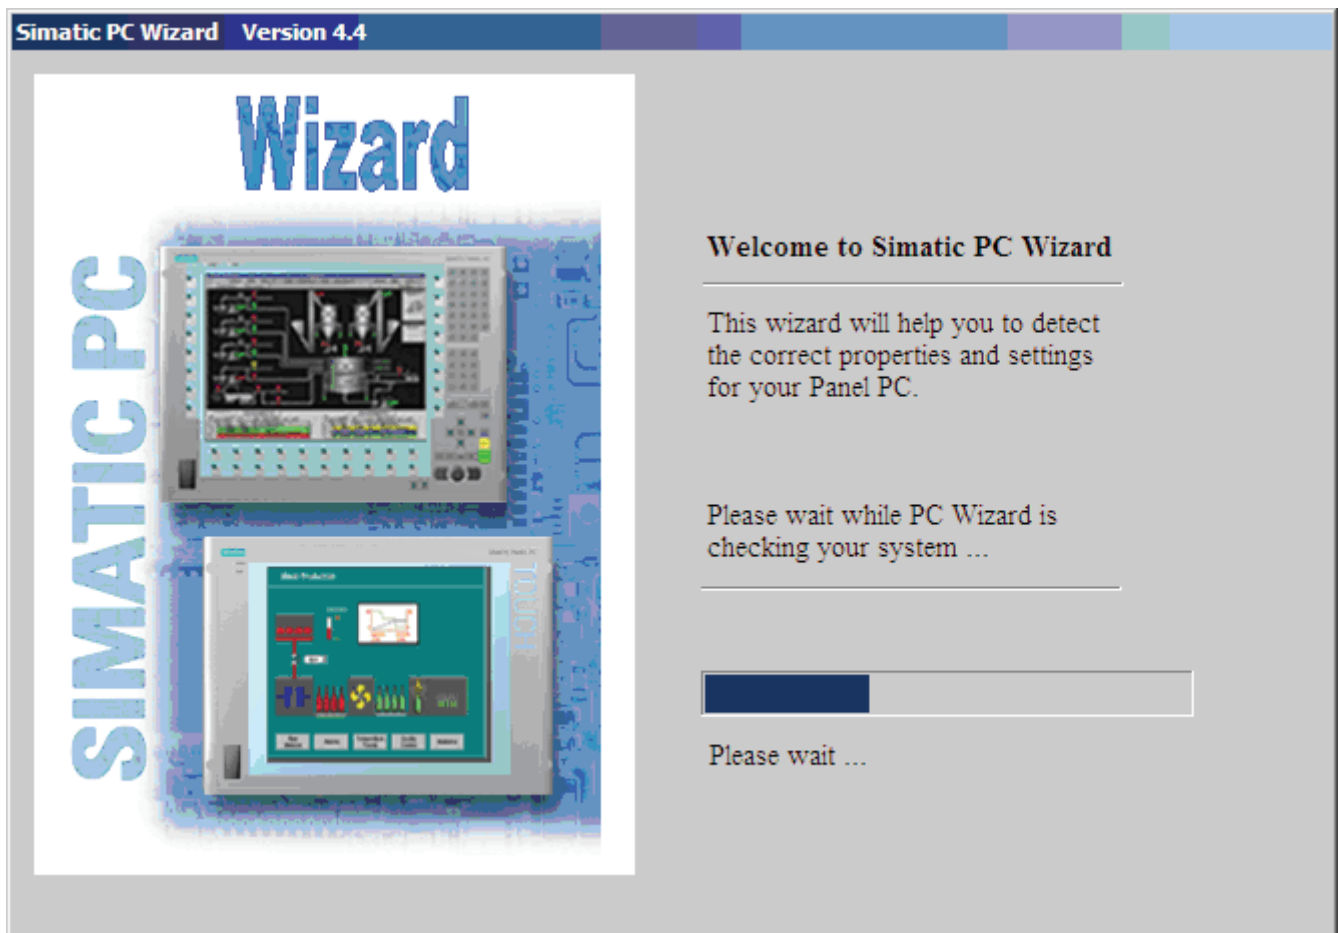 Simatic PC Wizard Version 4.4
Wizard
SIMATIC PC
TOUCH
Welcome to Simatic PC Wizard
This wizard will help you to detect
the correct properties and settings
for your Panel PC.
Please wait while PC Wizard is
checking your system ...
Please wait ...